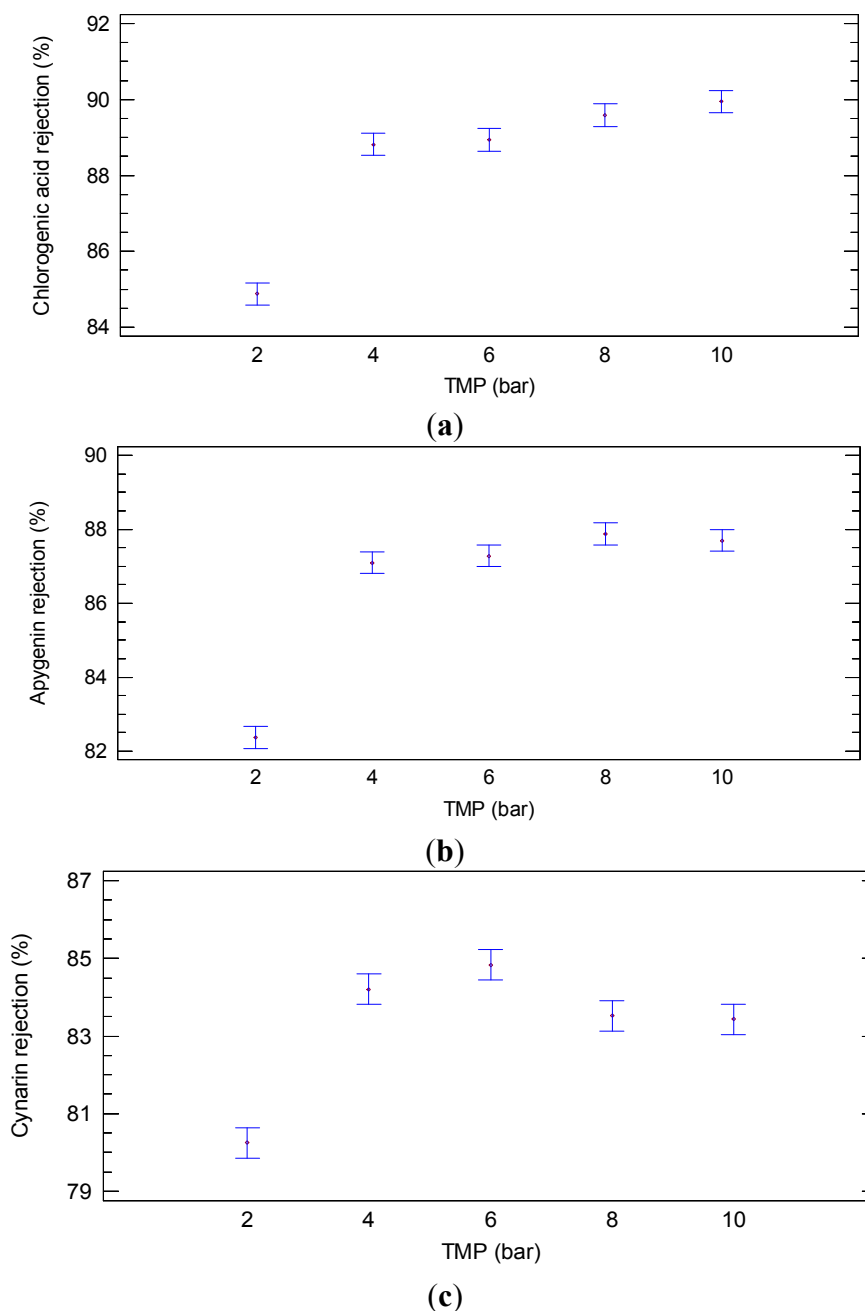 Chlorogenic acid rejection (%)
92
90
88
86
84
2 4 6 8 10
TMP (bar)
(a)
Apygenin rejection (%)
90
88
86
84
82
2 4 6 8 10
TMP (bar)
(b)
Cynarin rejection (%)
87
85
83
81
79
2 4 6 8 10
TMP (bar)
(c)